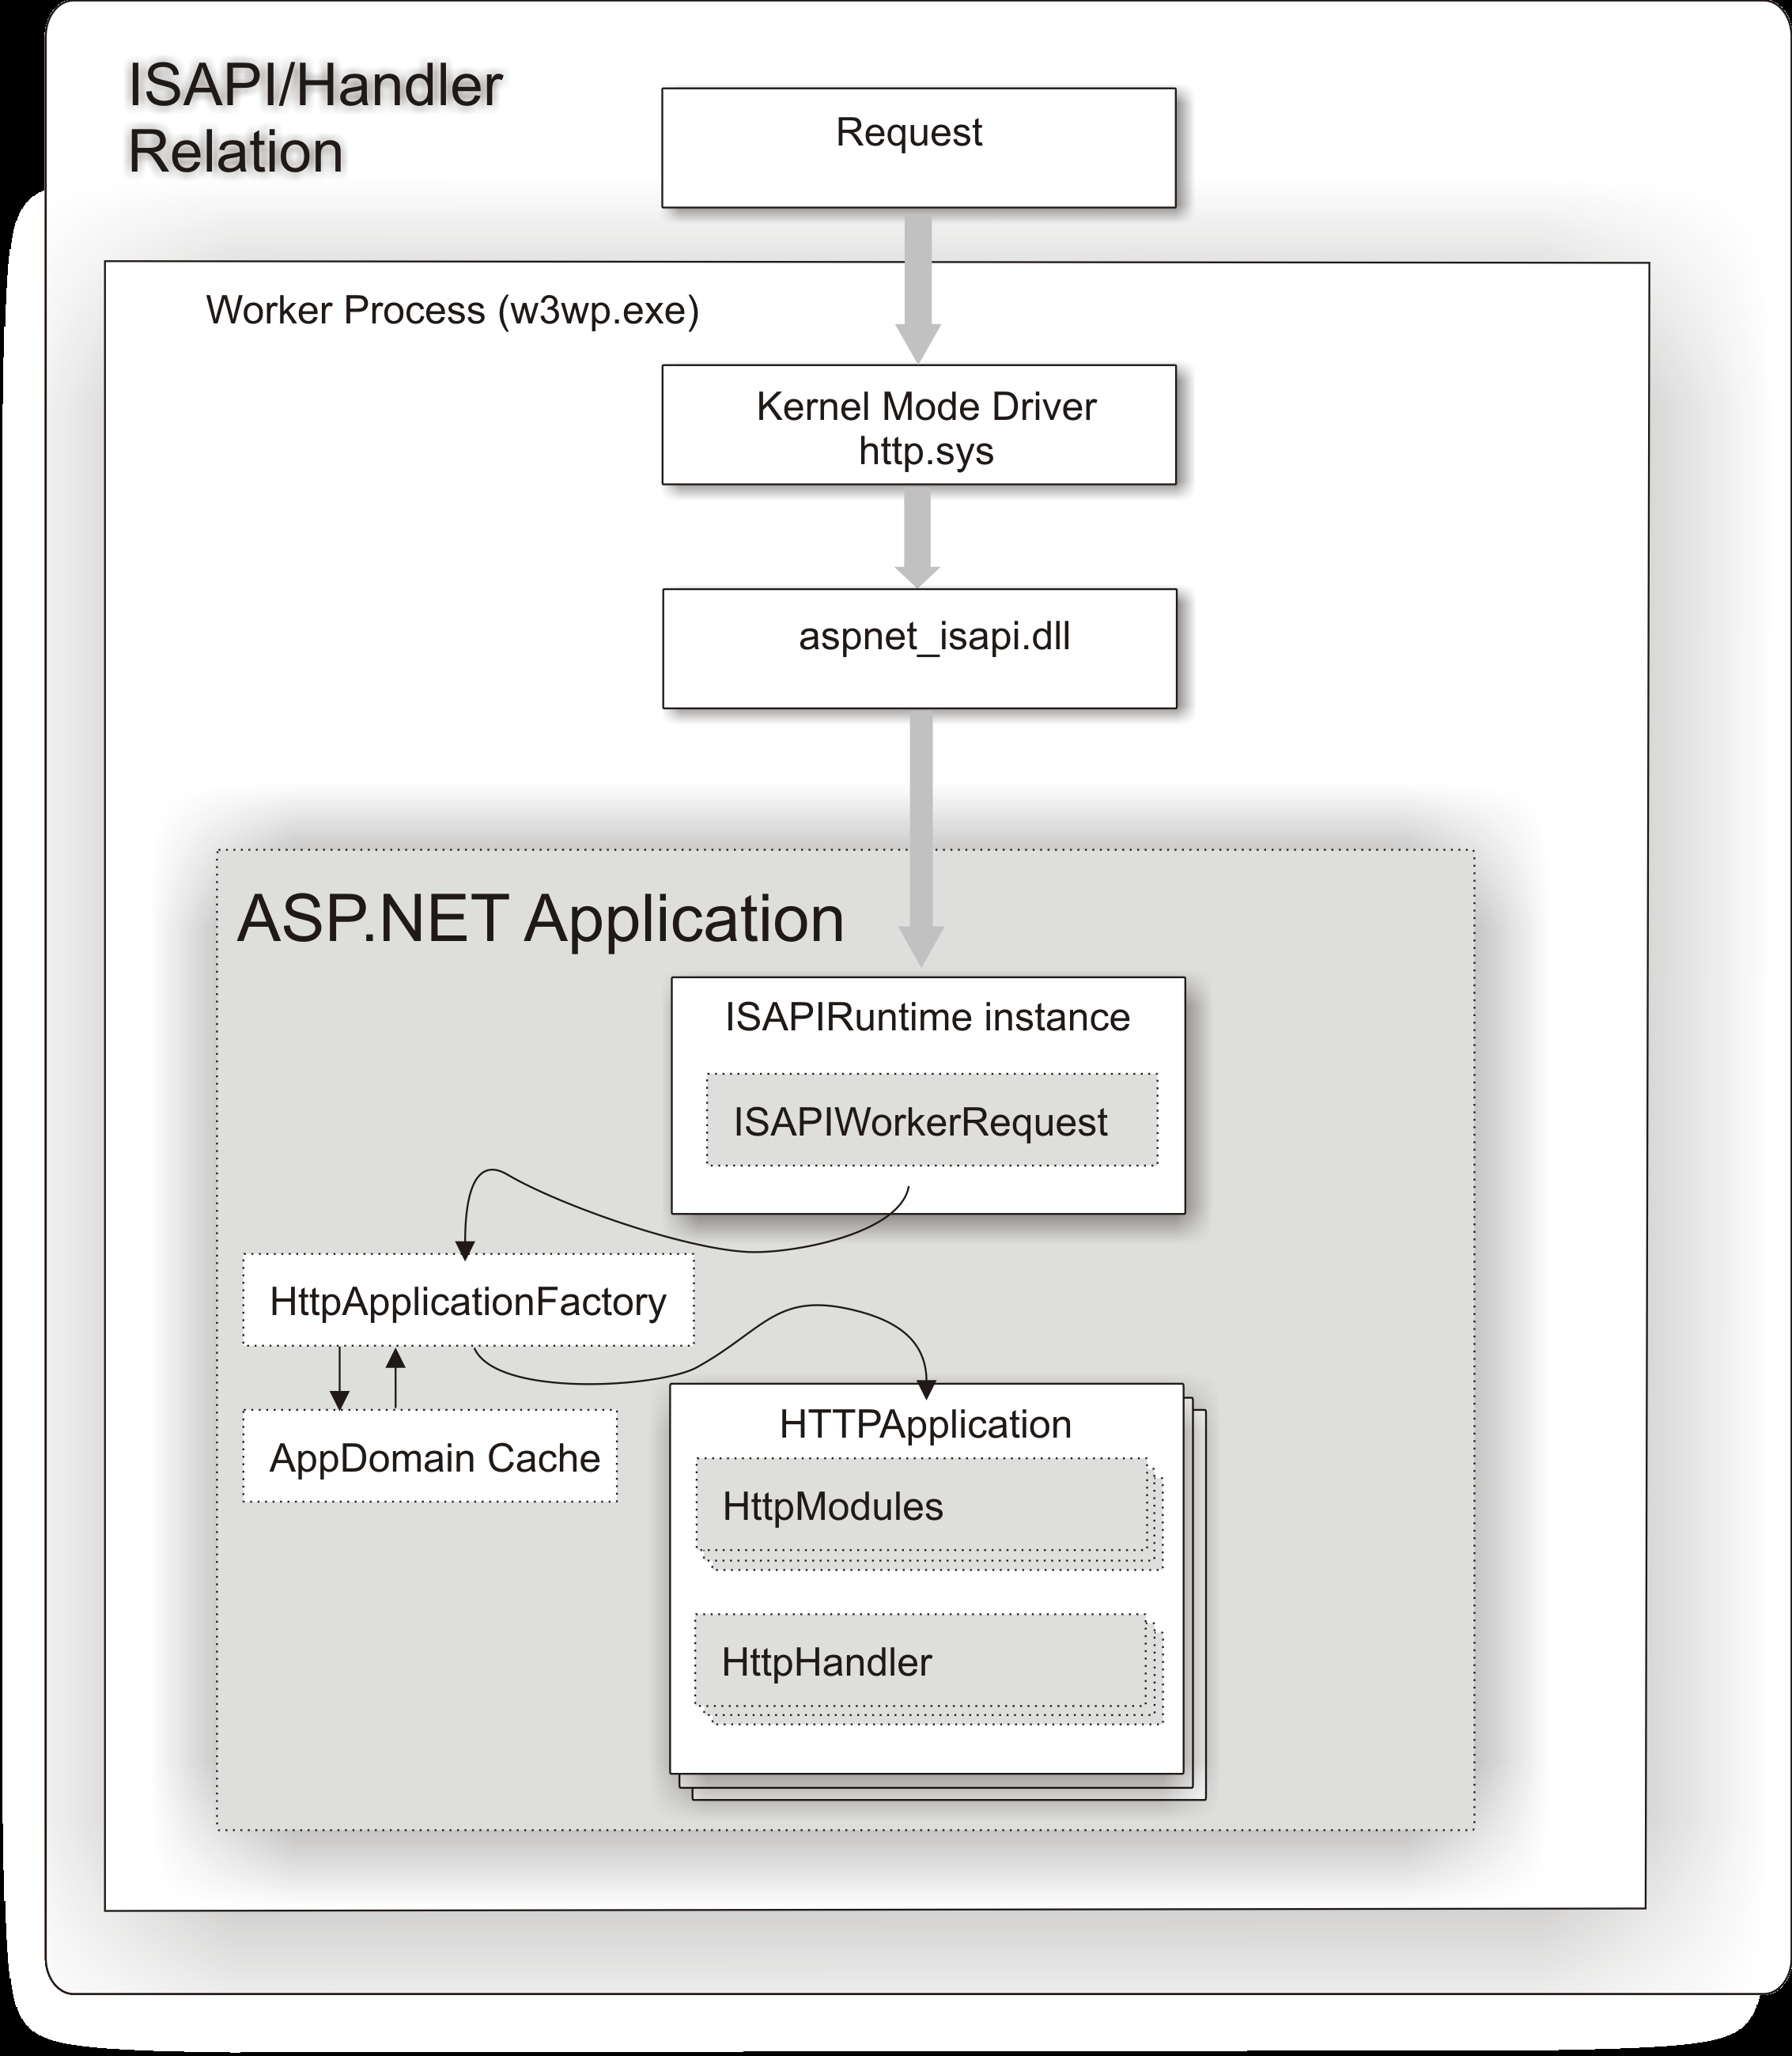 ISAPI/Handler
Relation
Request
Worker Process (w3wp.exe)
Kernel Mode Driver
http.sys
aspnet_isapi.dll
ASP.NET Application
ISAPIRuntime instance
ISAPIWorkerRequest
HttpApplicationFactory
AppDomain Cache
HTTPApplication
HttpModules
HttpHandler